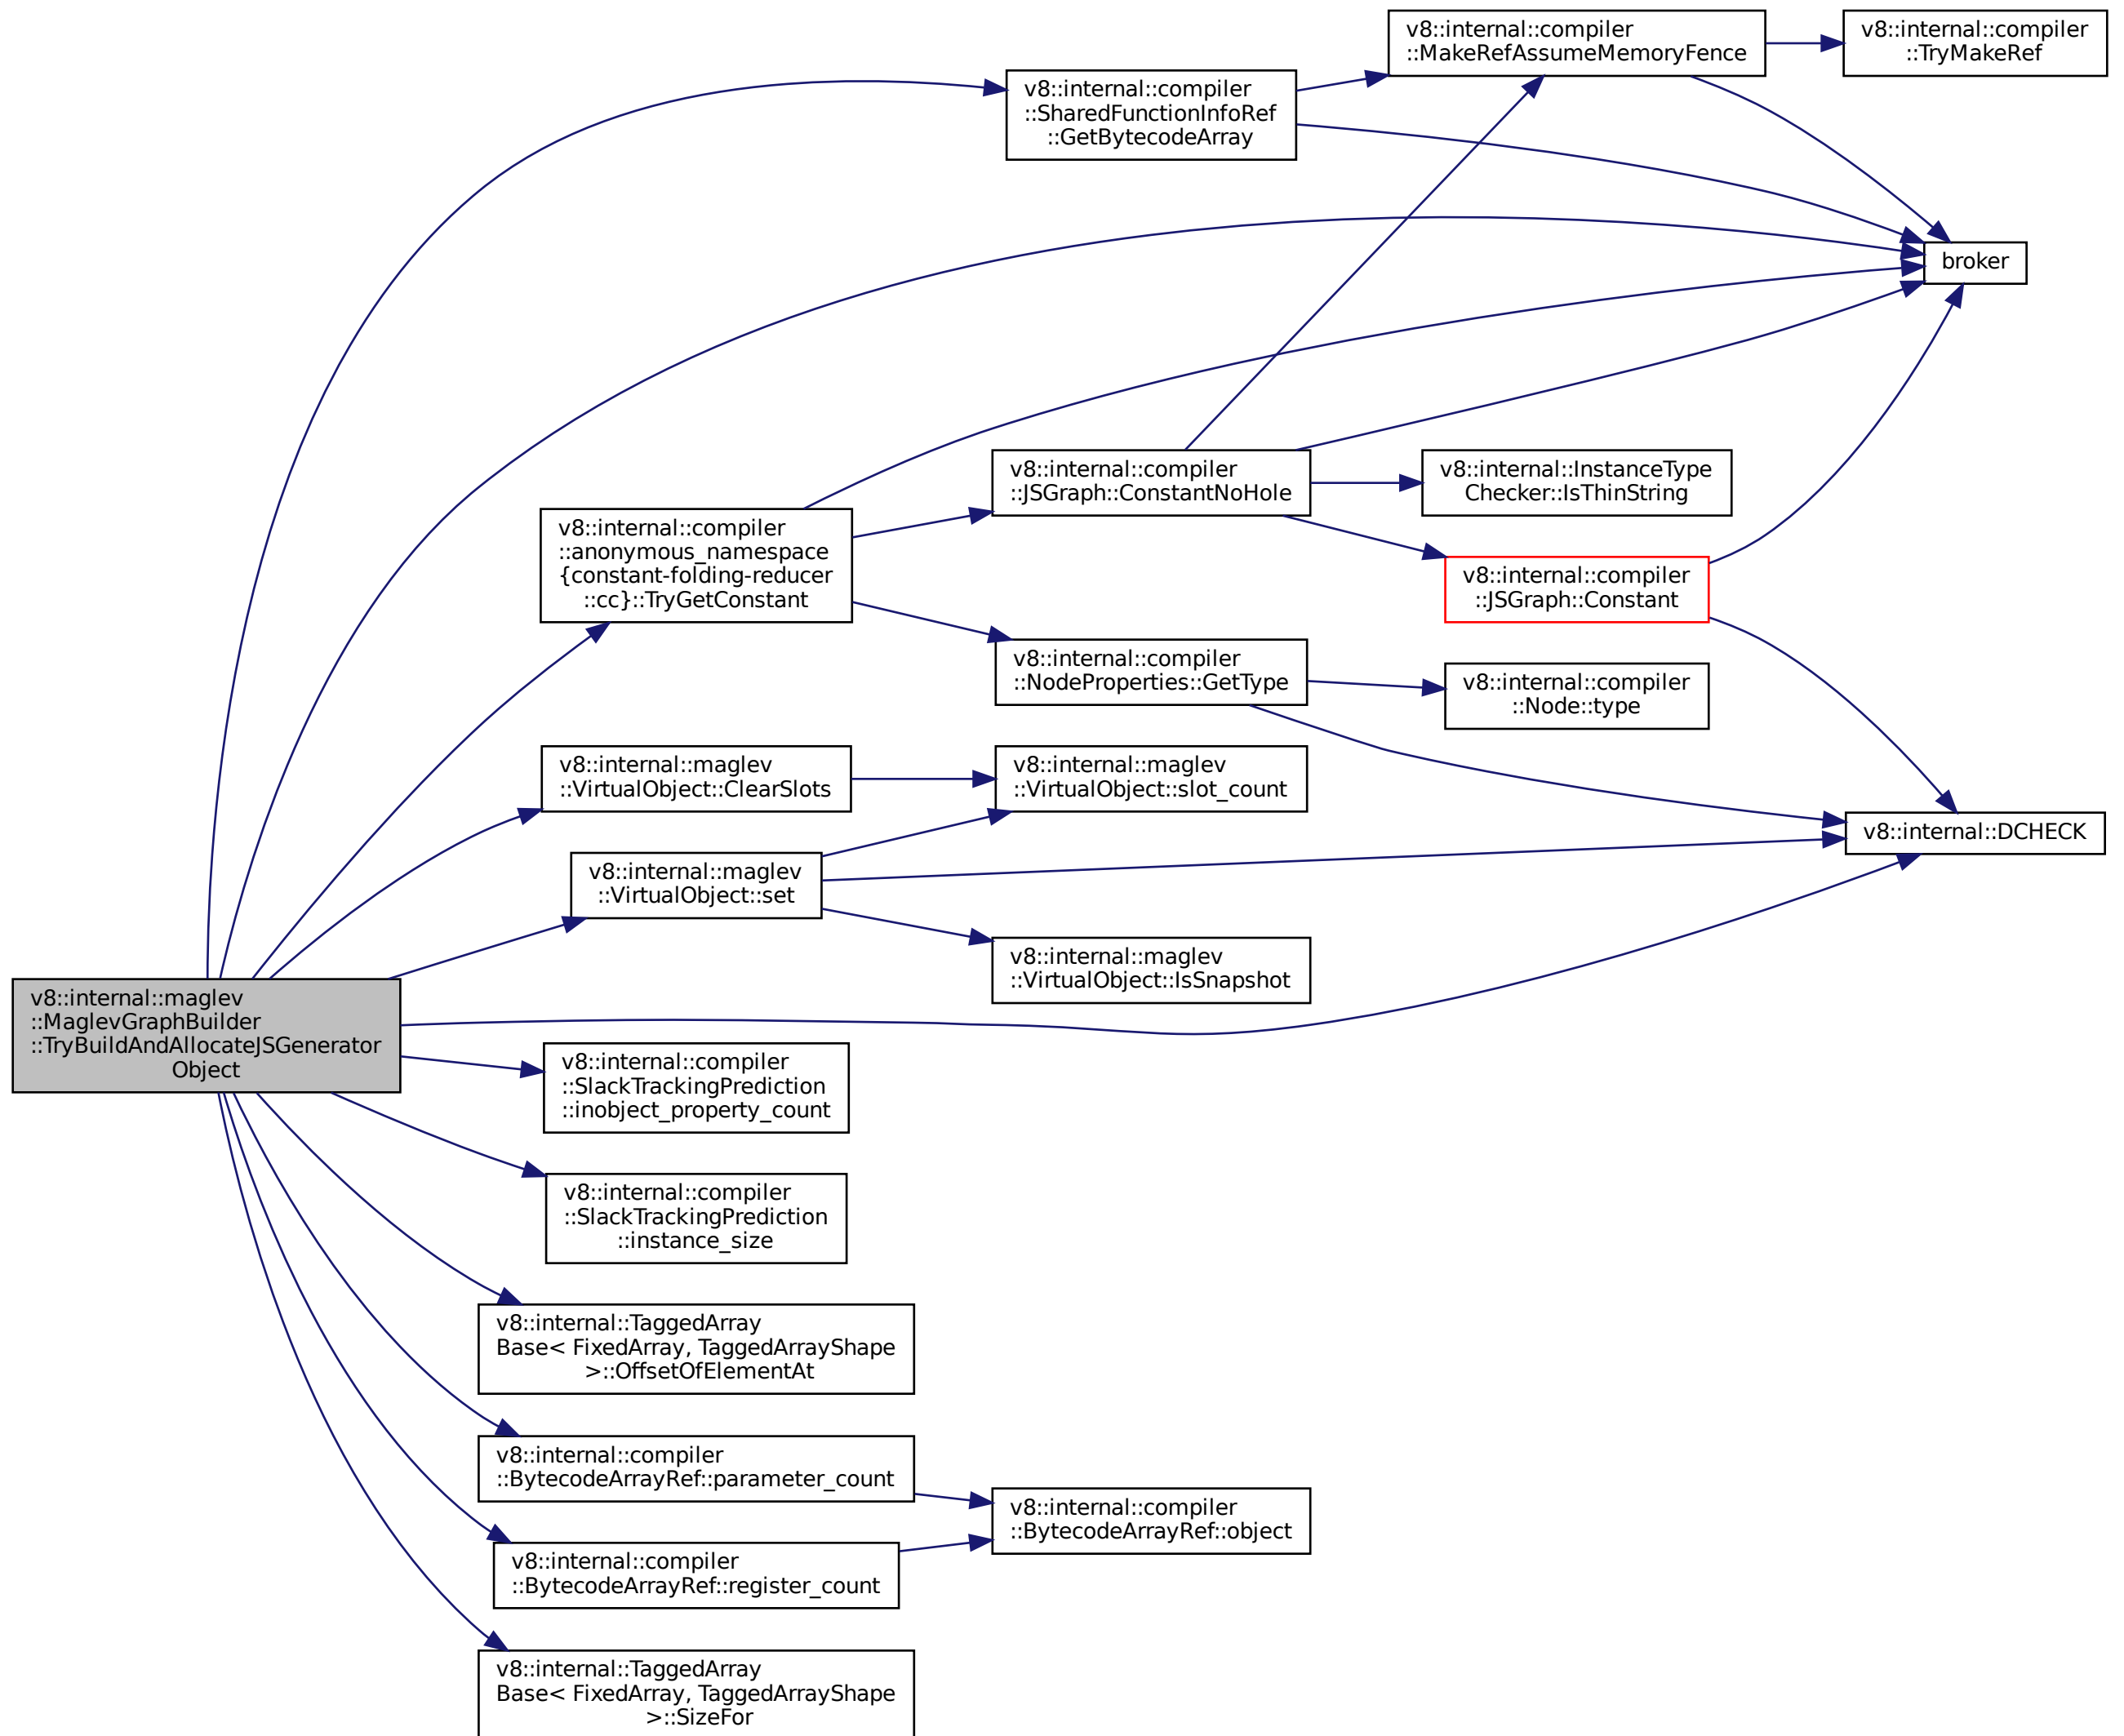 v8::internal::compiler
::MakeRefAssumeMemoryFence
v8::internal::compiler
::TryMakeRef
v8::internal::compiler
::SharedFunctionInfoRef
::GetBytecodeArray
broker
v8::internal::compiler
::JSGraph::ConstantNoHole
v8::internal::InstanceType
Checker::IsThinString
v8::internal::compiler
::anonymous_namespace
{constant-folding-reducer
::cc}::TryGetConstant
v8::internal::compiler
::JSGraph::Constant
v8::internal::compiler
::NodeProperties::GetType
v8::internal::compiler
::Node::type
v8::internal::maglev
::VirtualObject::ClearSlots
v8::internal::maglev
::VirtualObject::slot_count
v8::internal::DCHECK
v8::internal::maglev
::VirtualObject::set
v8::internal::maglev
::VirtualObject::IsSnapshot
v8::internal::maglev
::MaglevGraphBuilder
::TryBuildAndAllocateJSGenerator
Object
v8::internal::compiler
::SlackTrackingPrediction
::inobject_property_count
v8::internal::compiler
::SlackTrackingPrediction
::instance_size
v8::internal::TaggedArray
Base< FixedArray, TaggedArrayShape
>::OffsetOfElementAt
v8::internal::compiler
::BytecodeArrayRef::parameter_count
v8::internal::compiler
::BytecodeArrayRef::object
v8::internal::compiler
::BytecodeArrayRef::register_count
v8::internal::TaggedArray
Base< FixedArray, TaggedArrayShape
>::SizeFor